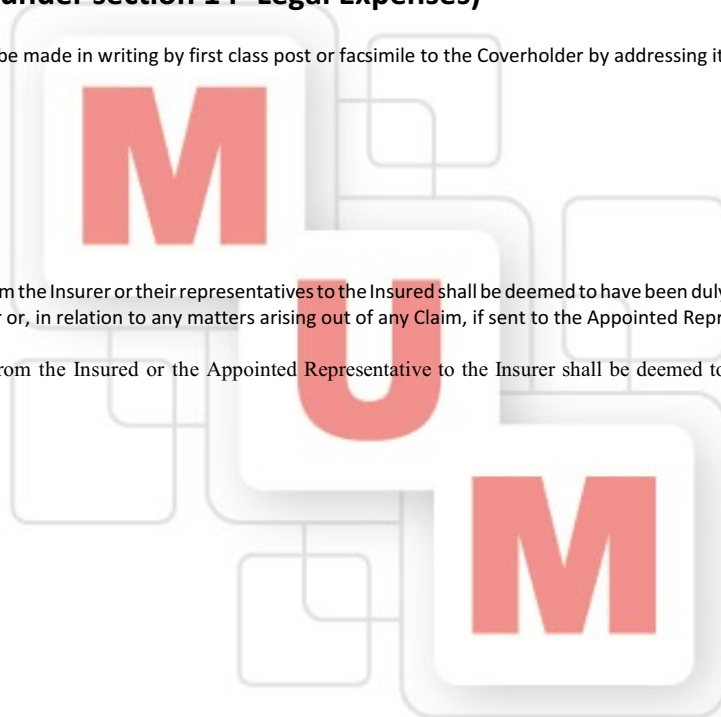 under section 14 Legal Expenses)
be made in writing by first class post or facsimile to the Coverholder by addressing it
M
m the Insurer or their representatives to the Insured shall be deemed to have been duly
U
r or, in relation to any matters arising out of any Claim, if sent to the Appointed Repr
rom the Insured or the Appointed Representative to the Insurer shall be deemed to
M